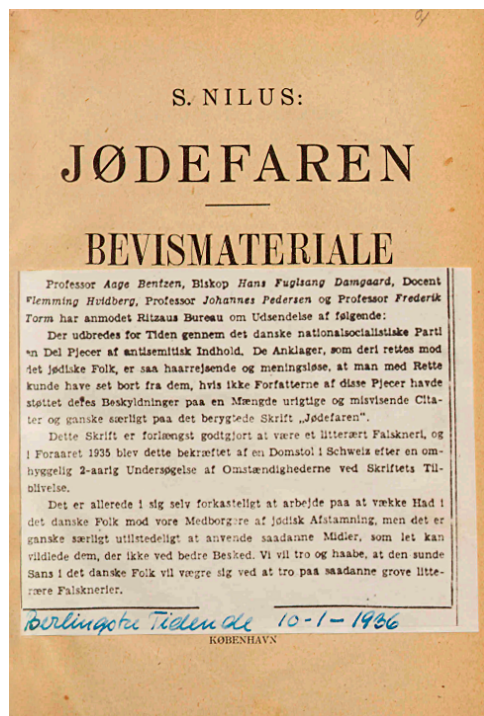 S. NILUS:
JØDEFAREN
BEVISMATERIALE
Professor Aage Bentzen, Biskop Hans Fuglsang Damgaard, Docent
Flemming Hvidberg, Professor Johannes Pedersen og Professor Frederik
Torm har anmodet Ritzaus Bureau om Udsendelse af følgende:
Der udbredes for Tiden gennem det danske nationalsocialistiske Parti
en Del Pjecer af antisemitisk Indhold. De Anklager, som deri rettes mod
det jødiske Folk, er saa haarrejsende og meningsløse, at man med Rette
kunde have set bort fra dem, hvis ikke Forfatterne af disse Pjecer havde
støttet deres Beskyldninger paa en Mængde urigtige og misvisende Cita-
ter og ganske særligt paa det berygtede Skrift „Jødefaren".
Dette Skrift er forlængst godtgjort at være et litterært Falskneri, og
i Foraaret 1935 blev dette bekræftet af en Domstol i Schweiz efter en om-
hyggelig 2-aarig Undersøgelse af Omstændighederne ved Skriftets Til-
blivelse.
Det er allerede i sig selv forkasteligt at arbejde paa at vække Had i
det danske Folk mod vore Medborgere af jødisk Afstamning, men det er
ganske særligt utilstedeligt at anvende saadanne Midler, som let kan
vildlede dem, der ikke ved bedre Besked. Vi vil tro og haabe, at den sunde
Sans i det danske Folk vil vægre sig ved at tro paa saadanne grove litte-
rære Falsknerier.
Berlingske Tidende 10-1-1936
KØBENHAVN